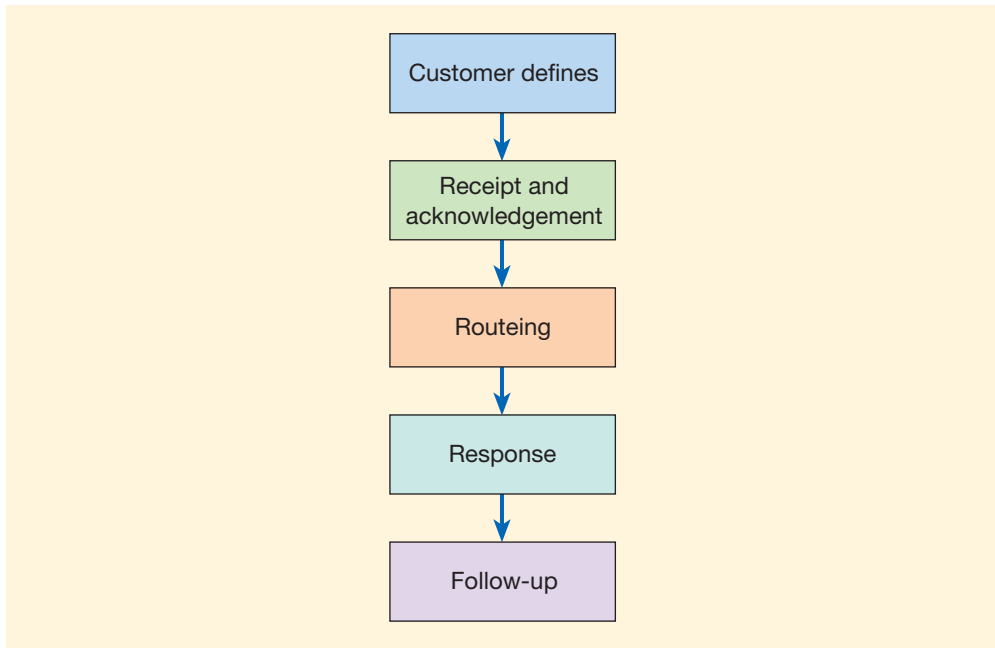 Customer defines
Receipt and
acknowledgement
Routeing
Response
Follow-up